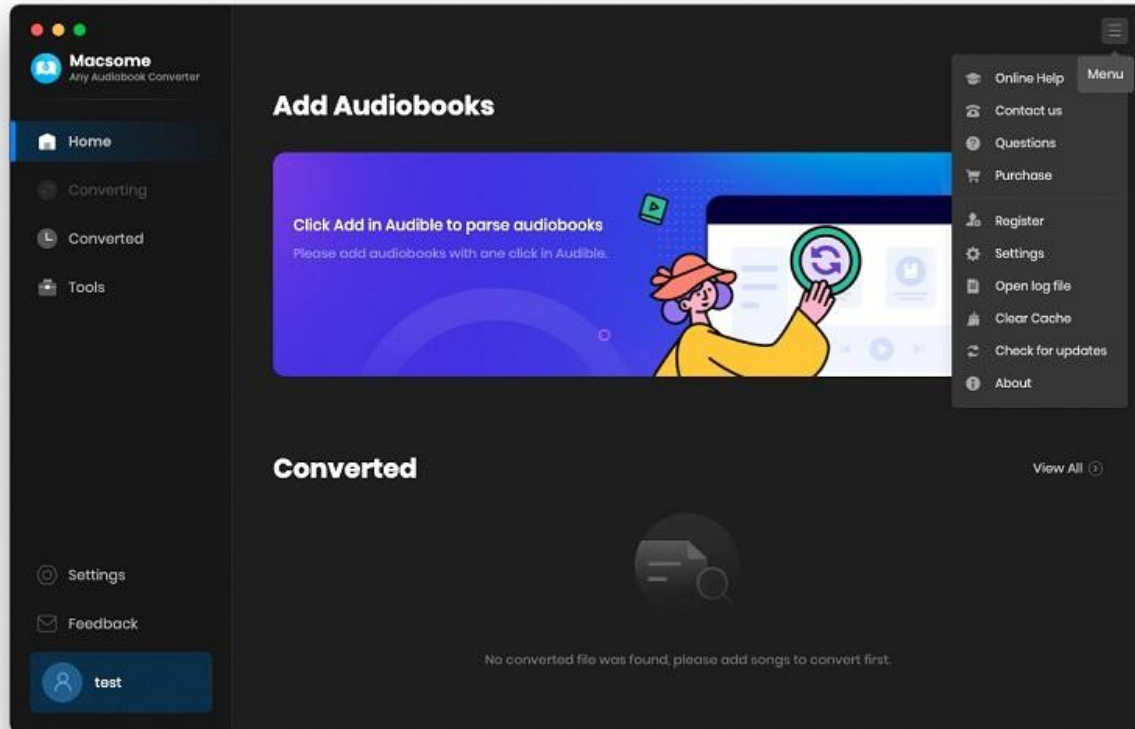 Macsome
Any Audiobook Converter
Home
Converting
Converted
Tools
Settings
Feedback
test
Add Audiobooks
Click Add in Audible to parse audiobooks
Please add audiobooks with one click in Audible.
Converted
View All
No converted file was found, please add songs to convert first.
Menu
Online Help
Contact us
Questions
Purchase
Register
Settings
Open log file
Clear Cache
Check for updates
About